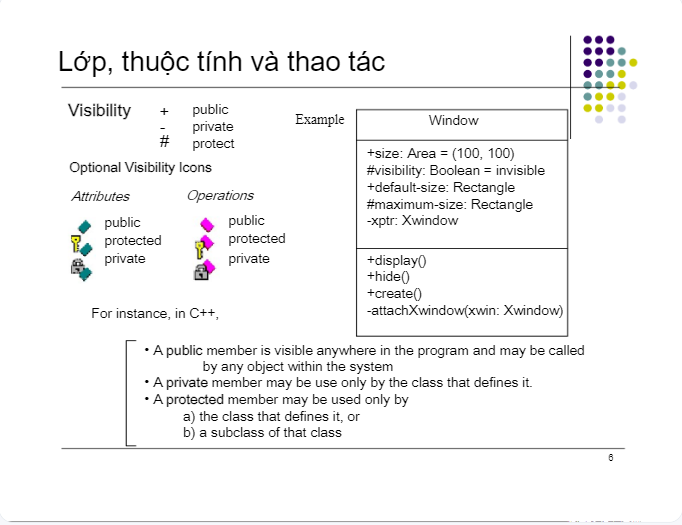 Lớp, thuộc tính và thao tác
Visibility
+ public
- private
# protect
Example
Window
+size: Area = (100, 100)
#visibility: Boolean = invisible
+default-size: Rectangle
#maximum-size: Rectangle
-xptr: Xwindow
+display()
+hide()
+create()
-attachXwindow(xwin: Xwindow)
Optional Visibility Icons
Attributes
public
protected
private
Operations
public
protected
private
For instance, in C++,
• A public member is visible anywhere in the program and may be called
by any object within the system
• A private member may be use only by the class that defines it.
• A protected member may be used only by
a) the class that defines it, or
b) a subclass of that class
6